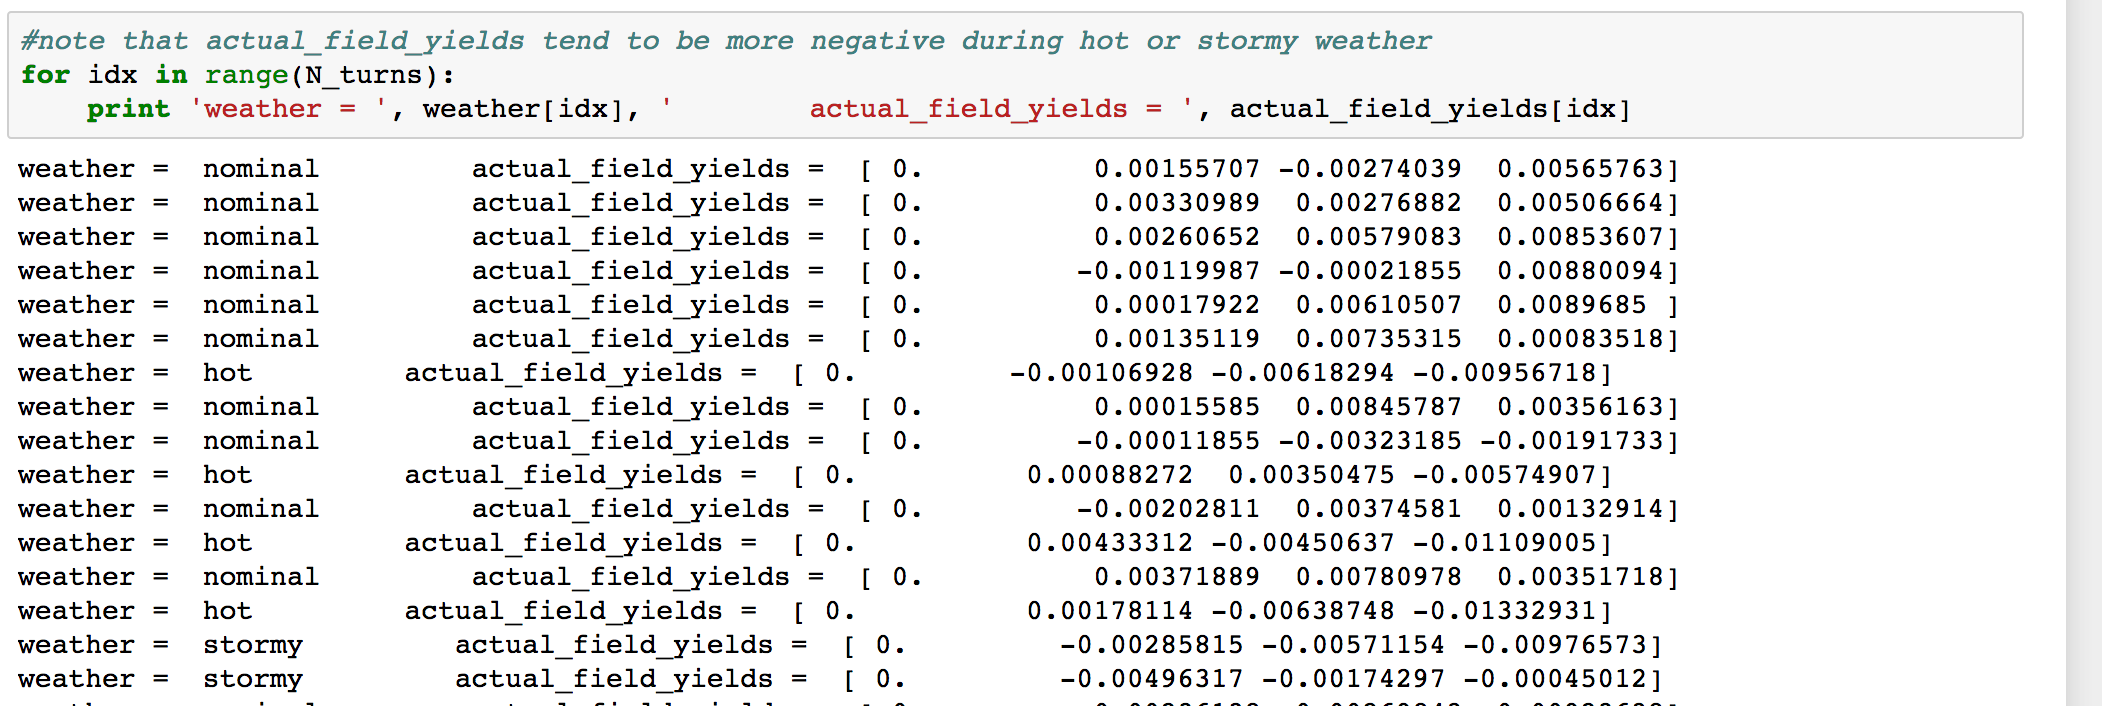 #note that actual_field_yields tend to be more negative during hot or stormy weather
for idx in range(N_turns):
    print 'weather = ', weather[idx], '        actual_field_yields = ', actual_field_yields[idx]
weather =  nominal         actual_field_yields =  [ 0.          0.00155707 -0.00274039  0.00565763]
weather =  nominal         actual_field_yields =  [ 0.          0.00330989  0.00276882  0.00506664]
weather =  nominal         actual_field_yields =  [ 0.          0.00260652  0.00579083  0.00853607]
weather =  nominal         actual_field_yields =  [ 0.         -0.00119987 -0.00021855  0.00880094]
weather =  nominal         actual_field_yields =  [ 0.          0.00017922  0.00610507  0.0089685 ]
weather =  nominal         actual_field_yields =  [ 0.          0.00135119  0.00735315  0.00083518]
weather =  hot         actual_field_yields =  [ 0.         -0.00106928 -0.00618294 -0.00956718]
weather =  nominal         actual_field_yields =  [ 0.          0.00015585  0.00845787  0.00356163]
weather =  nominal         actual_field_yields =  [ 0.         -0.00011855 -0.00323185 -0.00191733]
weather =  hot         actual_field_yields =  [ 0.          0.00088272  0.00350475 -0.00574907]
weather =  nominal         actual_field_yields =  [ 0.         -0.00202811  0.00374581  0.00132914]
weather =  hot         actual_field_yields =  [ 0.          0.00433312 -0.00450637 -0.01109005]
weather =  nominal         actual_field_yields =  [ 0.          0.00371889  0.00780978  0.00351718]
weather =  hot         actual_field_yields =  [ 0.          0.00178114 -0.00638748 -0.01332931]
weather =  stormy         actual_field_yields =  [ 0.         -0.00285815 -0.00571154 -0.00976573]
weather =  stormy         actual_field_yields =  [ 0.         -0.00496317 -0.00174297 -0.00045012]